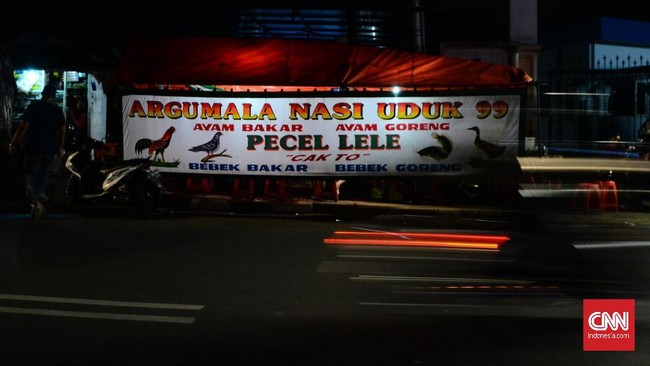 ARGUMALA NASI UDUK 99
AYAM BAKAR AYAM GORENG
PECEL LELE
"CAK TO"
BEBEK BAKAR BEBEK GORENG
CNN
Indonesia.com